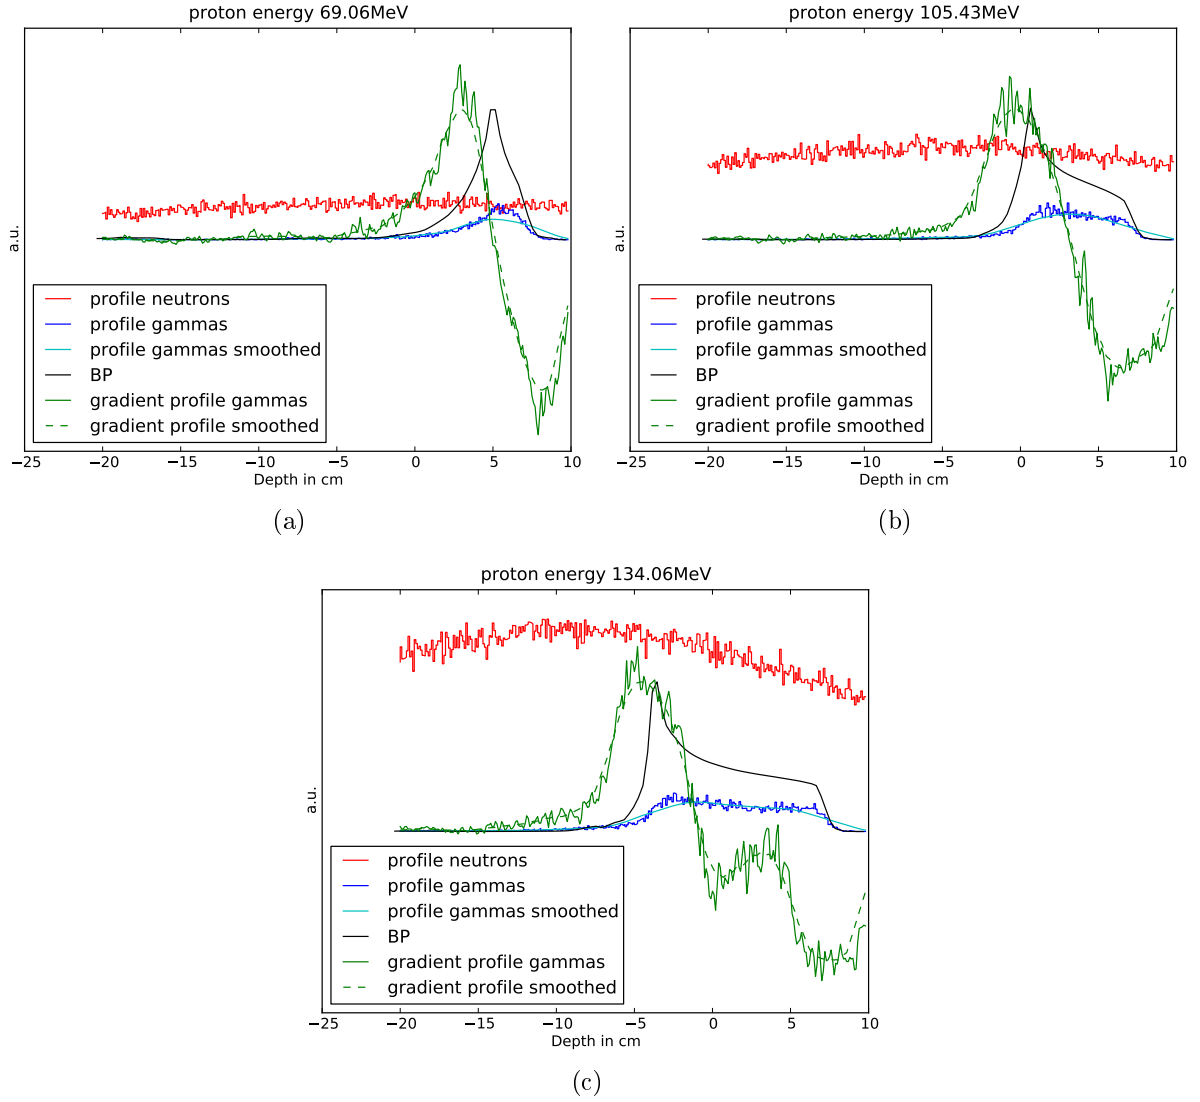 proton energy 69.06MeV
a.u.
profile neutrons
profile gammas
profile gammas smoothed
BP
gradient profile gammas
gradient profile smoothed
−25 −20 −15 −10 −5 0 5 10
Depth in cm
(a)
proton energy 105.43MeV
a.u.
profile neutrons
profile gammas
profile gammas smoothed
BP
gradient profile gammas
gradient profile smoothed
−25 −20 −15 −10 −5 0 5 10
Depth in cm
(b)
proton energy 134.06MeV
a.u.
profile neutrons
profile gammas
profile gammas smoothed
BP
gradient profile gammas
gradient profile smoothed
−25 −20 −15 −10 −5 0 5 10
Depth in cm
(c)